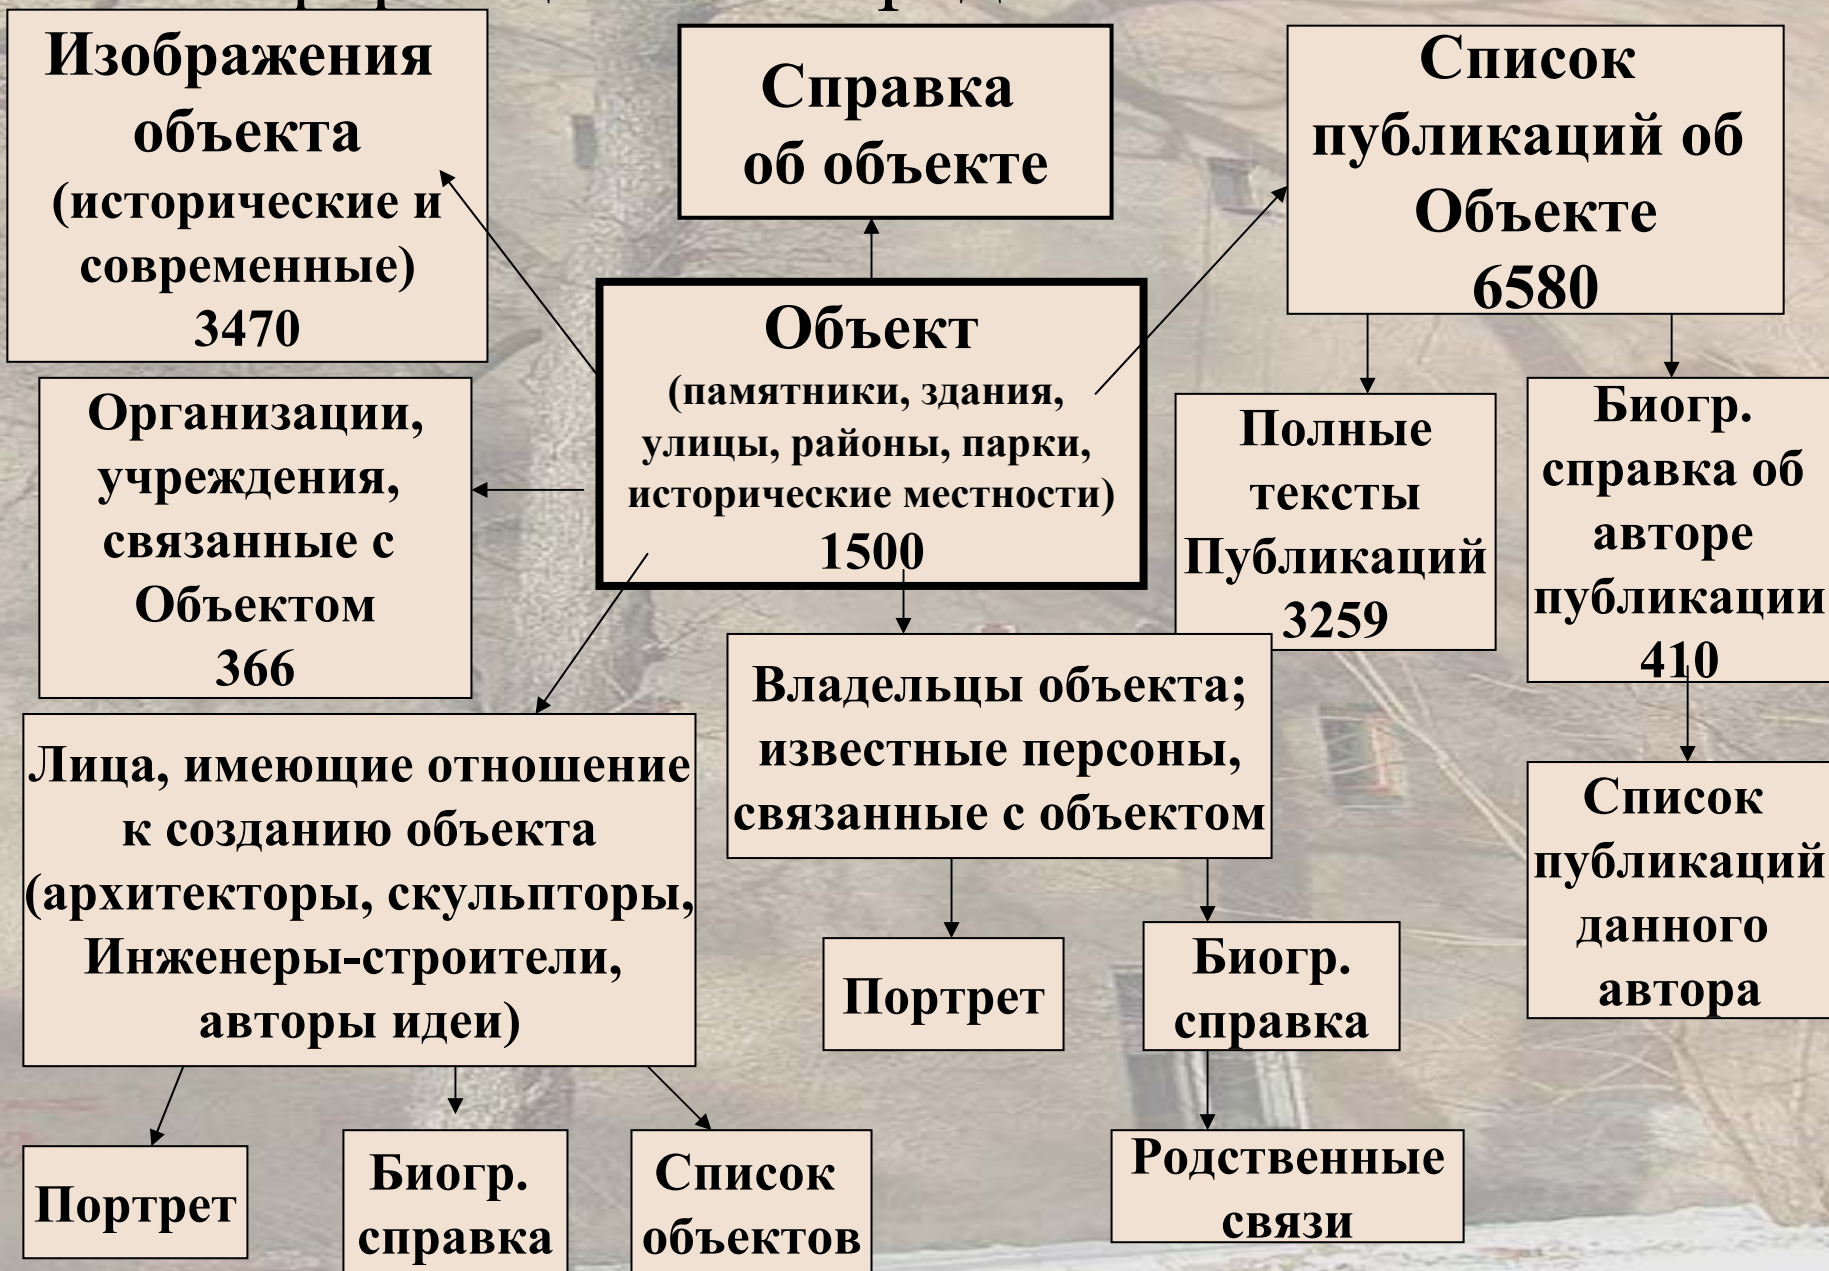 Изображения
объекта
(исторические и
современные)
3470
Справка
об объекте
Список
публикаций об
Объекте
6580
Объект
(памятники, здания,
улицы, районы, парки,
исторические местности)
1500
Организации,
учреждения,
связанные с
Объектом
366
Полные
тексты
Публикаций
3259
Биогр.
справка об
авторе
публикации
410
Владельцы объекта;
известные персоны,
связанные с объектом
Лица, имеющие отношение
к созданию объекта
(архитекторы, скульпторы,
Инженеры-строители,
авторы идеи)
Список
публикаций
данного
автора
Портрет
Биогр.
справка
Портрет
Биогр.
справка
Список
объектов
Родственные
связи